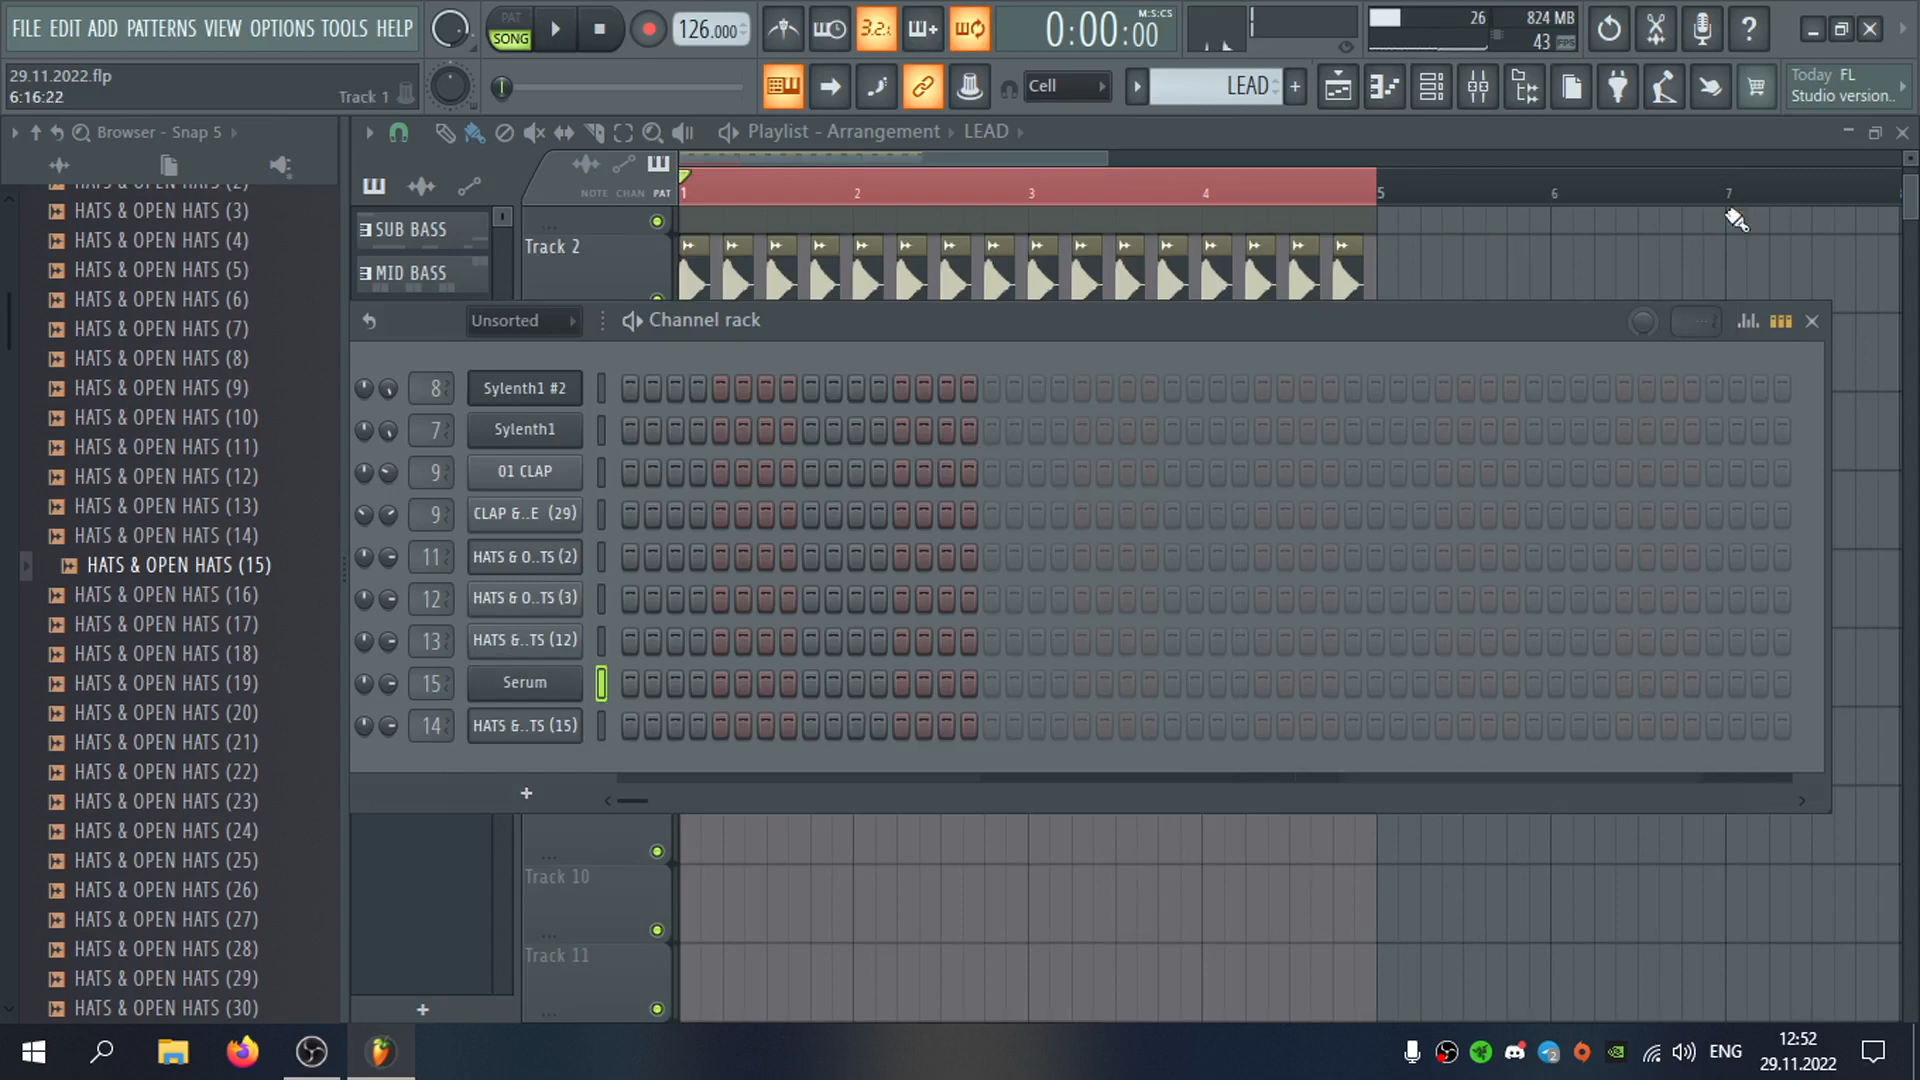 FILE EDIT ADD PATTERNS VIEW OPTIONS TOOLS HELP
PAT
SONG
126.000
3.2.
0:00:00
M:S:CS
26
824 MB
43
29.11.2022.flp
6:16:22
Track 1
Cell
LEAD
Today FL
Studio version..
Browser - Snap 5
Playlist - Arrangement
LEAD
NOTE CHAN PAT
1 2 3 4 5 6 7
SUB BASS
MID BASS
Track 2
HATS & OPEN HATS (2)
HATS & OPEN HATS (3)
HATS & OPEN HATS (4)
HATS & OPEN HATS (5)
HATS & OPEN HATS (6)
HATS & OPEN HATS (7)
HATS & OPEN HATS (8)
HATS & OPEN HATS (9)
HATS & OPEN HATS (10)
HATS & OPEN HATS (11)
HATS & OPEN HATS (12)
HATS & OPEN HATS (13)
HATS & OPEN HATS (14)
HATS & OPEN HATS (15)
HATS & OPEN HATS (16)
HATS & OPEN HATS (17)
HATS & OPEN HATS (18)
HATS & OPEN HATS (19)
HATS & OPEN HATS (20)
HATS & OPEN HATS (21)
HATS & OPEN HATS (22)
HATS & OPEN HATS (23)
HATS & OPEN HATS (24)
HATS & OPEN HATS (25)
HATS & OPEN HATS (26)
HATS & OPEN HATS (27)
HATS & OPEN HATS (28)
HATS & OPEN HATS (29)
HATS & OPEN HATS (30)
Unsorted
Channel rack
8 Sylenth1 #2
7 Sylenth1
9 01 CLAP
9 CLAP &..E (29)
11 HATS & O..TS (2)
12 HATS & O..TS (3)
13 HATS &..TS (12)
15 Serum
14 HATS &..TS (15)
Track 10
Track 11
ENG
12:52
29.11.2022